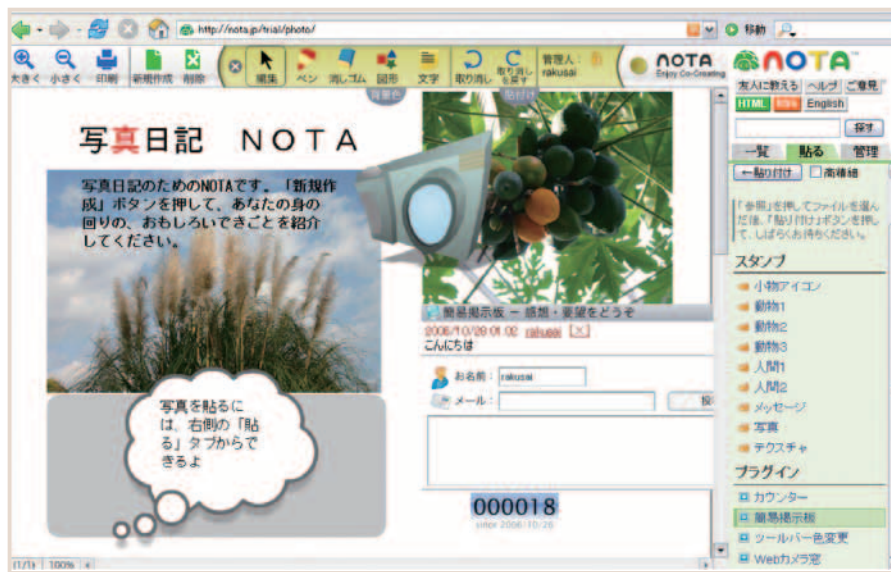 http://nota.jp/trial/photo/
移動
大きく 小さく 印刷 新規作成 削除 編集 ペン 消しゴム 図形 文字 取り消し 取り消しを戻す
管理人:
rakusai
NOTA
Enjoy Co-Creating
NOTA
友人に教える ヘルプ ご意見
HTML English
探す
一覧 貼る 管理
←貼り付け 高精細
「参照」を押してファイルを選ん
だ後、「貼り付け」ボタンを押し
て、しばらくお待ちください。
背景色
貼付け
写真日記 NOTA
写真日記のためのNOTAです。「新規作
成」ボタンを押して、あなたの身の
回りの、おもしろいできごとを紹介
してください。
写真を貼るに
は、右側の「貼
る」タブからで
きるよ
簡易掲示板 - 感想・要望をどうぞ
2006/10/28 01:02 rakusai [×]
こんにちは
お名前: rakusai
メール:
000018
since 2006/10/26
スタンプ
小物アイコン
動物1
動物2
動物3
人間1
人間2
メッセージ
写真
テクスチャ
プラグイン
カウンター
簡易掲示板
ツールバー色変更
Webカメラ窓
(1/1) 100%